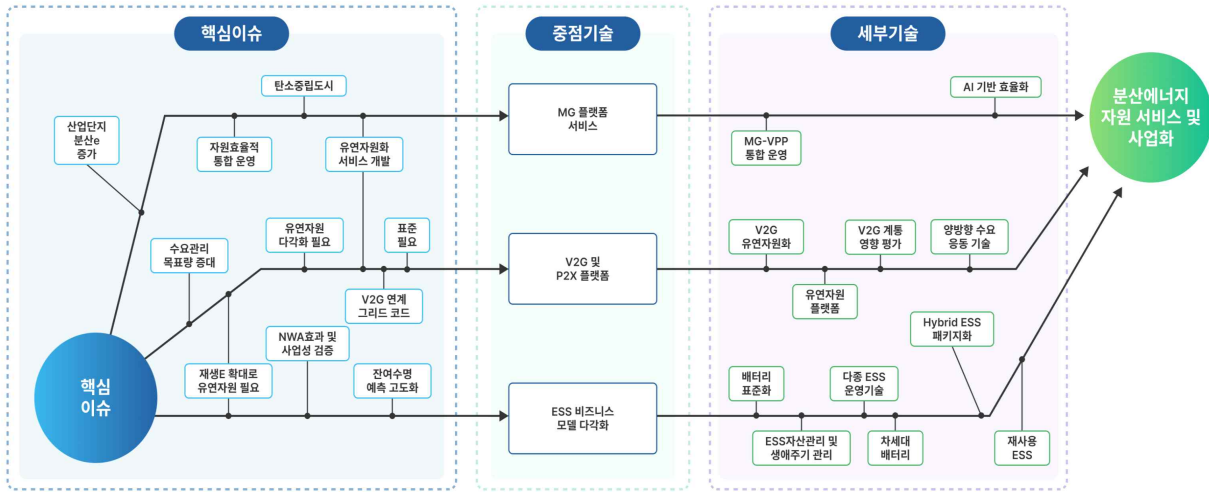 핵심이슈
중점기술
세부기술
탄소중립도시
산업단지
분산e
증가
자원효율적
통합 운영
유연자원화
서비스 개발
수요관리
목표량 증대
유연자원
다각화 필요
표준
필요
V2G 연계
그리드 코드
NWA효과 및
사업성 검증
재생E 확대로
유연자원 필요
잔여수명
예측 고도화
핵심
이슈
MG 플랫폼
서비스
V2G 및
P2X 플랫폼
ESS 비즈니스
모델 다각화
AI 기반 효율화
MG-VPP
통합 운영
V2G
유연자원화
V2G 계통
영향 평가
양방향 수요
응동 기술
유연자원
플랫폼
Hybrid ESS
패키지화
배터리
표준화
다종 ESS
운영기술
ESS자산관리 및
생애주기 관리
차세대
배터리
재사용
ESS
분산에너지
자원 서비스 및
사업화